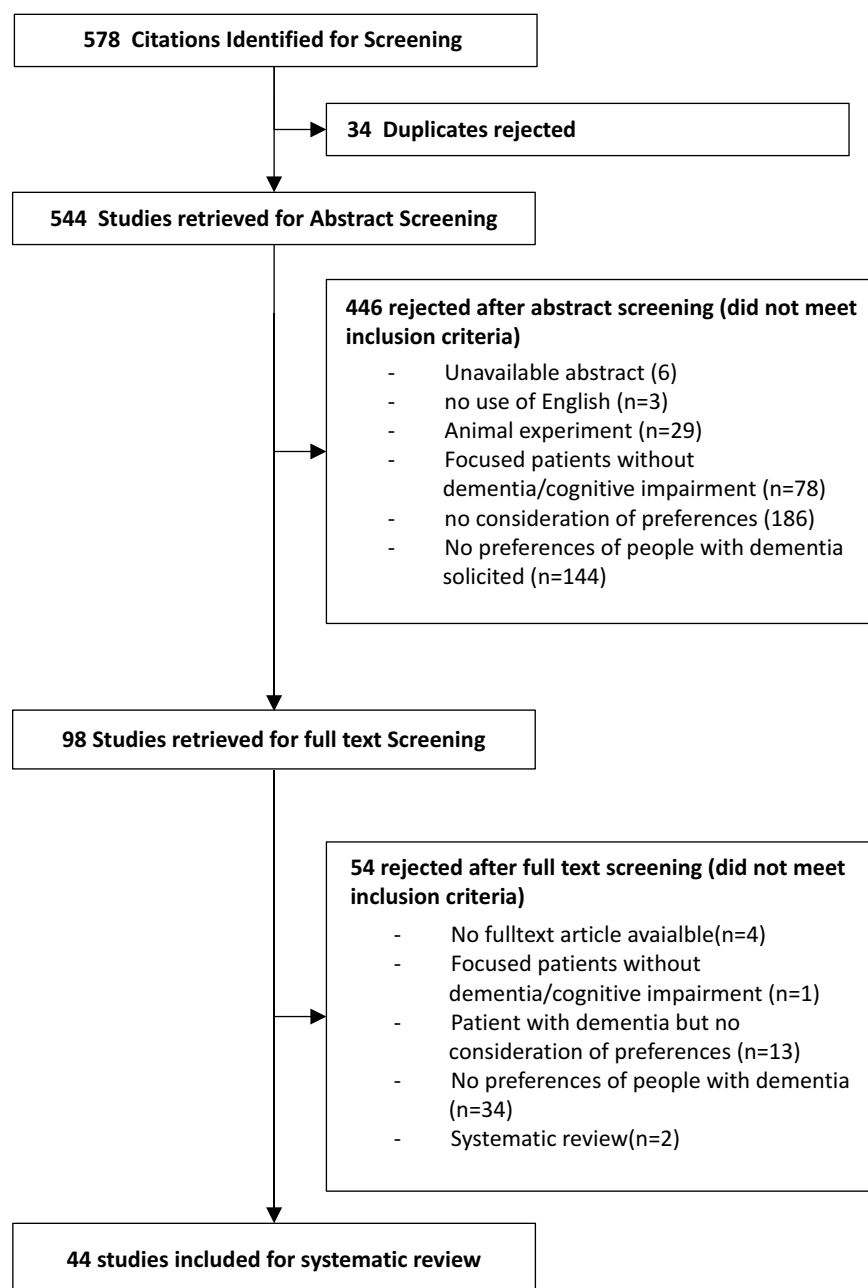 578 Citations Identified for Screening
34 Duplicates rejected
544 Studies retrieved for Abstract Screening
446 rejected after abstract screening (did not meet
inclusion criteria)
- Unavailable abstract (6)
- no use of English (n=3)
- Animal experiment (n=29)
- Focused patients without
dementia/cognitive impairment (n=78)
- no consideration of preferences (186)
- No preferences of people with dementia
solicited (n=144)
98 Studies retrieved for full text Screening
54 rejected after full text screening (did not meet
inclusion criteria)
- No fulltext article avaialble(n=4)
- Focused patients without
dementia/cognitive impairment (n=1)
- Patient with dementia but no
consideration of preferences (n=13)
- No preferences of people with dementia
(n=34)
- Systematic review(n=2)
44 studies included for systematic review